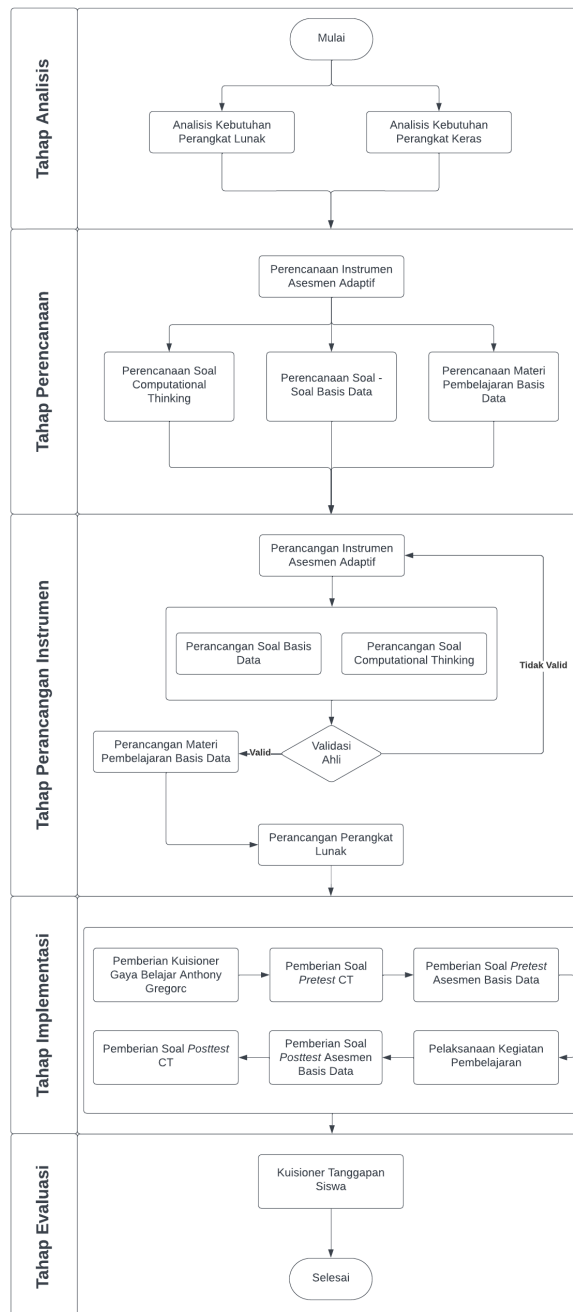 Tahap Analisis
Mulai
Analisis Kebutuhan
Perangkat Lunak
Analisis Kebutuhan
Perangkat Keras
Tahap Perencanaan
Perencanaan Instrumen
Asesmen Adaptif
Perencanaan Soal
Computational
Thinking
Perencanaan Soal -
Soal Basis Data
Perencanaan Materi
Pembelajaran Basis
Data
Tahap Perancangan Instrumen
Perancangan Instrumen
Asesmen Adaptif
Perancangan Soal Basis
Data
Perancangan Soal
Computational Thinking
Tidak Valid
Validasi
Ahli
Valid
Perancangan Materi
Pembelajaran Basis Data
Perancangan Perangkat
Lunak
Tahap Implementasi
Pemberian Kuisioner
Gaya Belajar Anthony
Gregorc
Pemberian Soal
Pretest CT
Pemberian Soal Pretest
Asesmen Basis Data
Pemberian Soal Posttest
CT
Pemberian Soal
Posttest Asesmen
Basis Data
Pelaksanaan Kegiatan
Pembelajaran
Tahap Evaluasi
Kuisioner Tanggapan
Siswa
Selesai